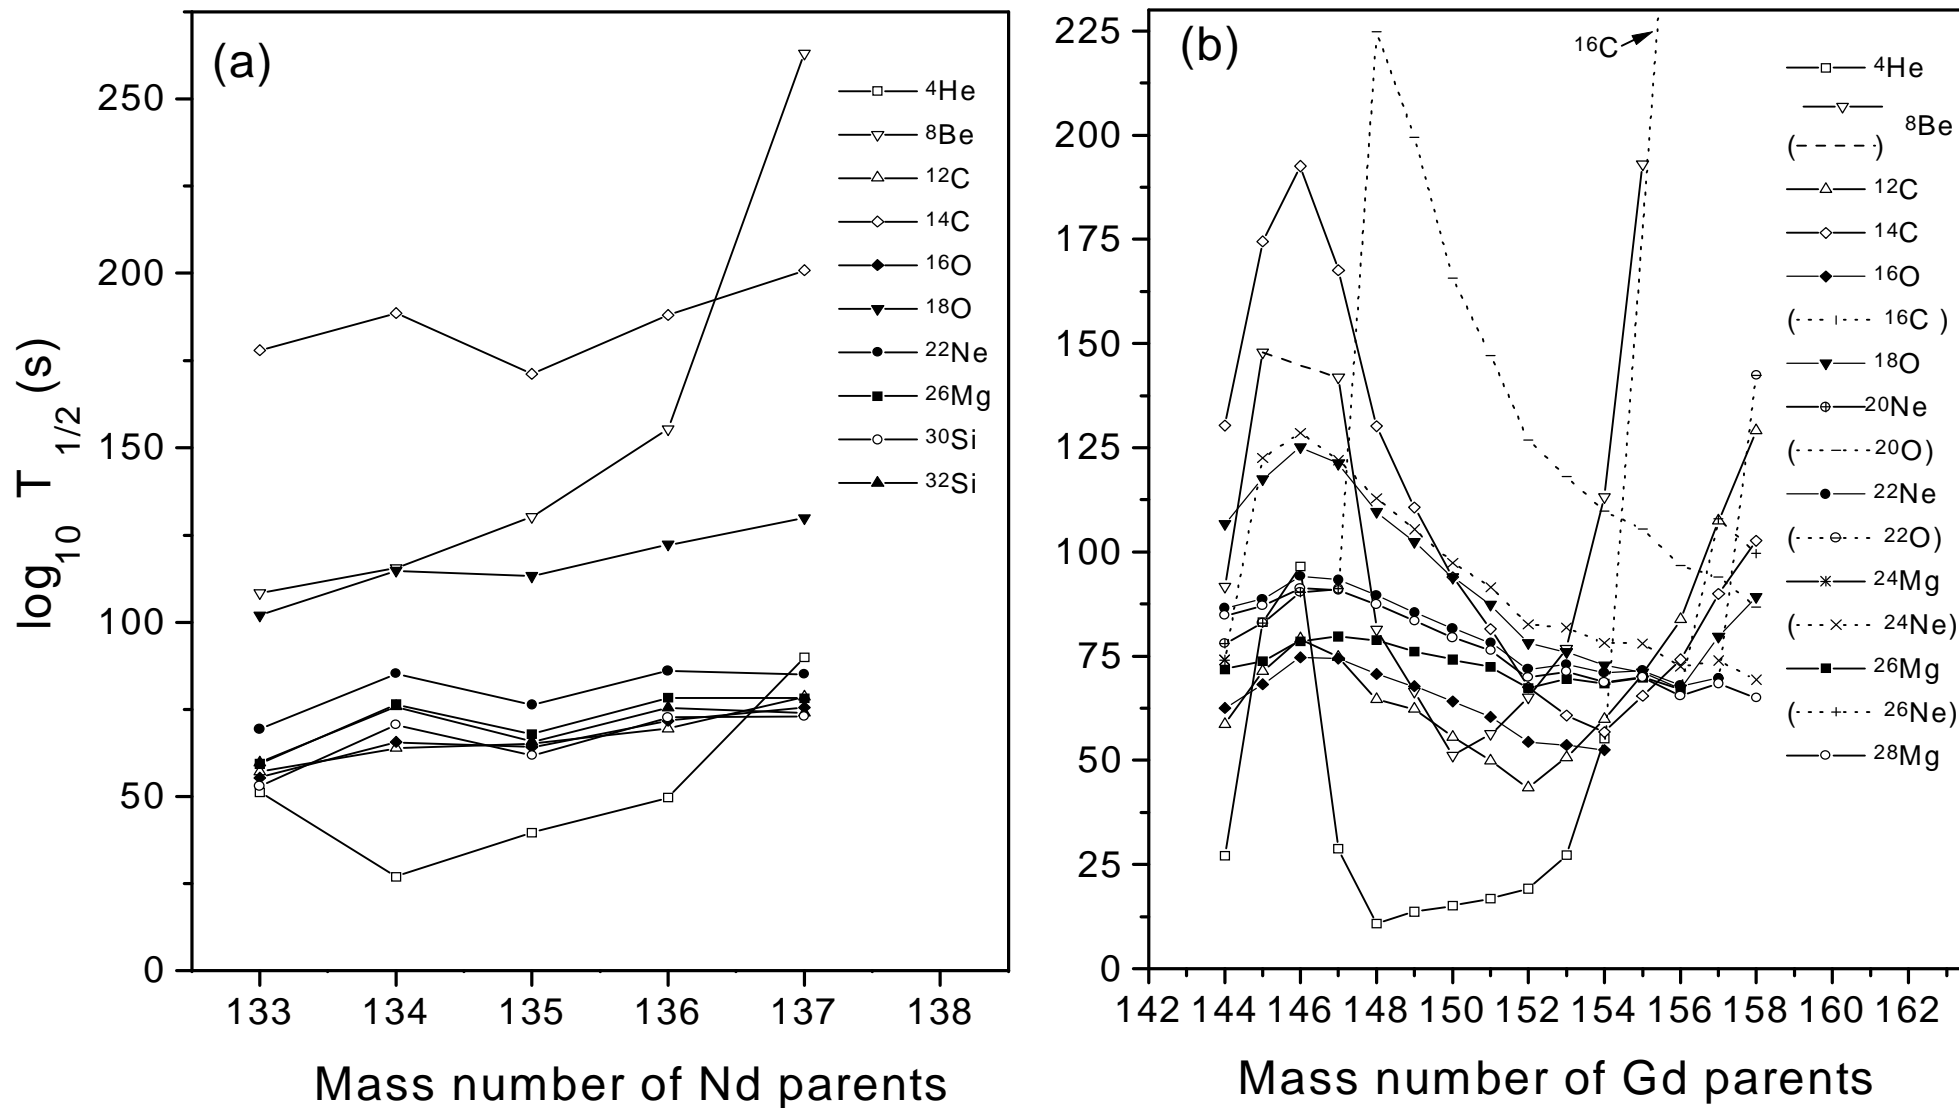 (a)
log10 T 1/2 (s)
250
200
150
100
50
0
133 134 135 136 137 138
Mass number of Nd parents
4He
8Be
12C
14C
16O
18O
22Ne
26Mg
30Si
32Si
(b)
16C
225
200
175
150
125
100
75
50
25
0
142 144 146 148 150 152 154 156 158 160 162
Mass number of Gd parents
4He
8Be
( )
12C
14C
16O
( 16C )
18O
20Ne
( 20O)
22Ne
( 22O)
24Mg
( 24Ne)
26Mg
( 26Ne)
28Mg